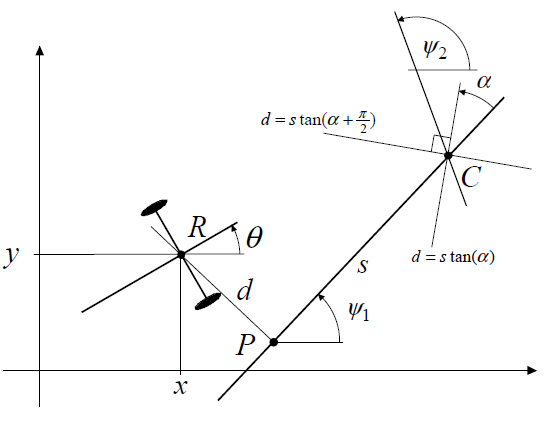 ψ₂
α
d = s tan(α + π/2)
C
R
θ
y
s
d = s tan(α)
d
ψ₁
P
x